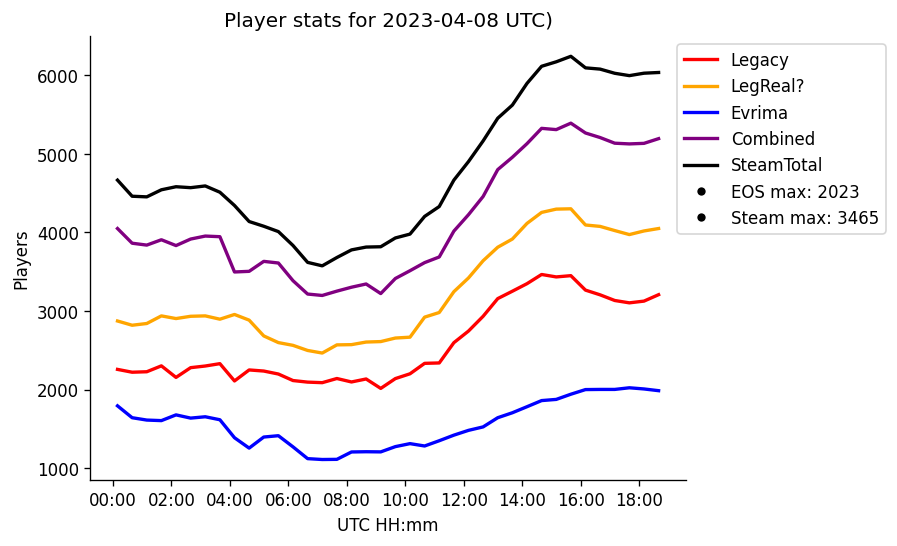 Player stats for 2023-04-08 UTC)
Players
6000
5000
4000
3000
2000
1000
00:00 02:00 04:00 06:00 08:00 10:00 12:00 14:00 16:00 18:00
UTC HH:mm
Legacy
LegReal?
Evrima
Combined
SteamTotal
EOS max: 2023
Steam max: 3465